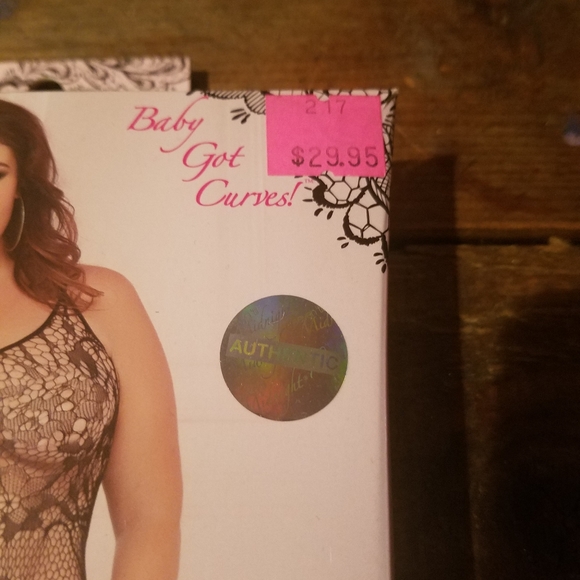 Baby
Got
Curves!
2 17
$29.95
AUTHENTIC